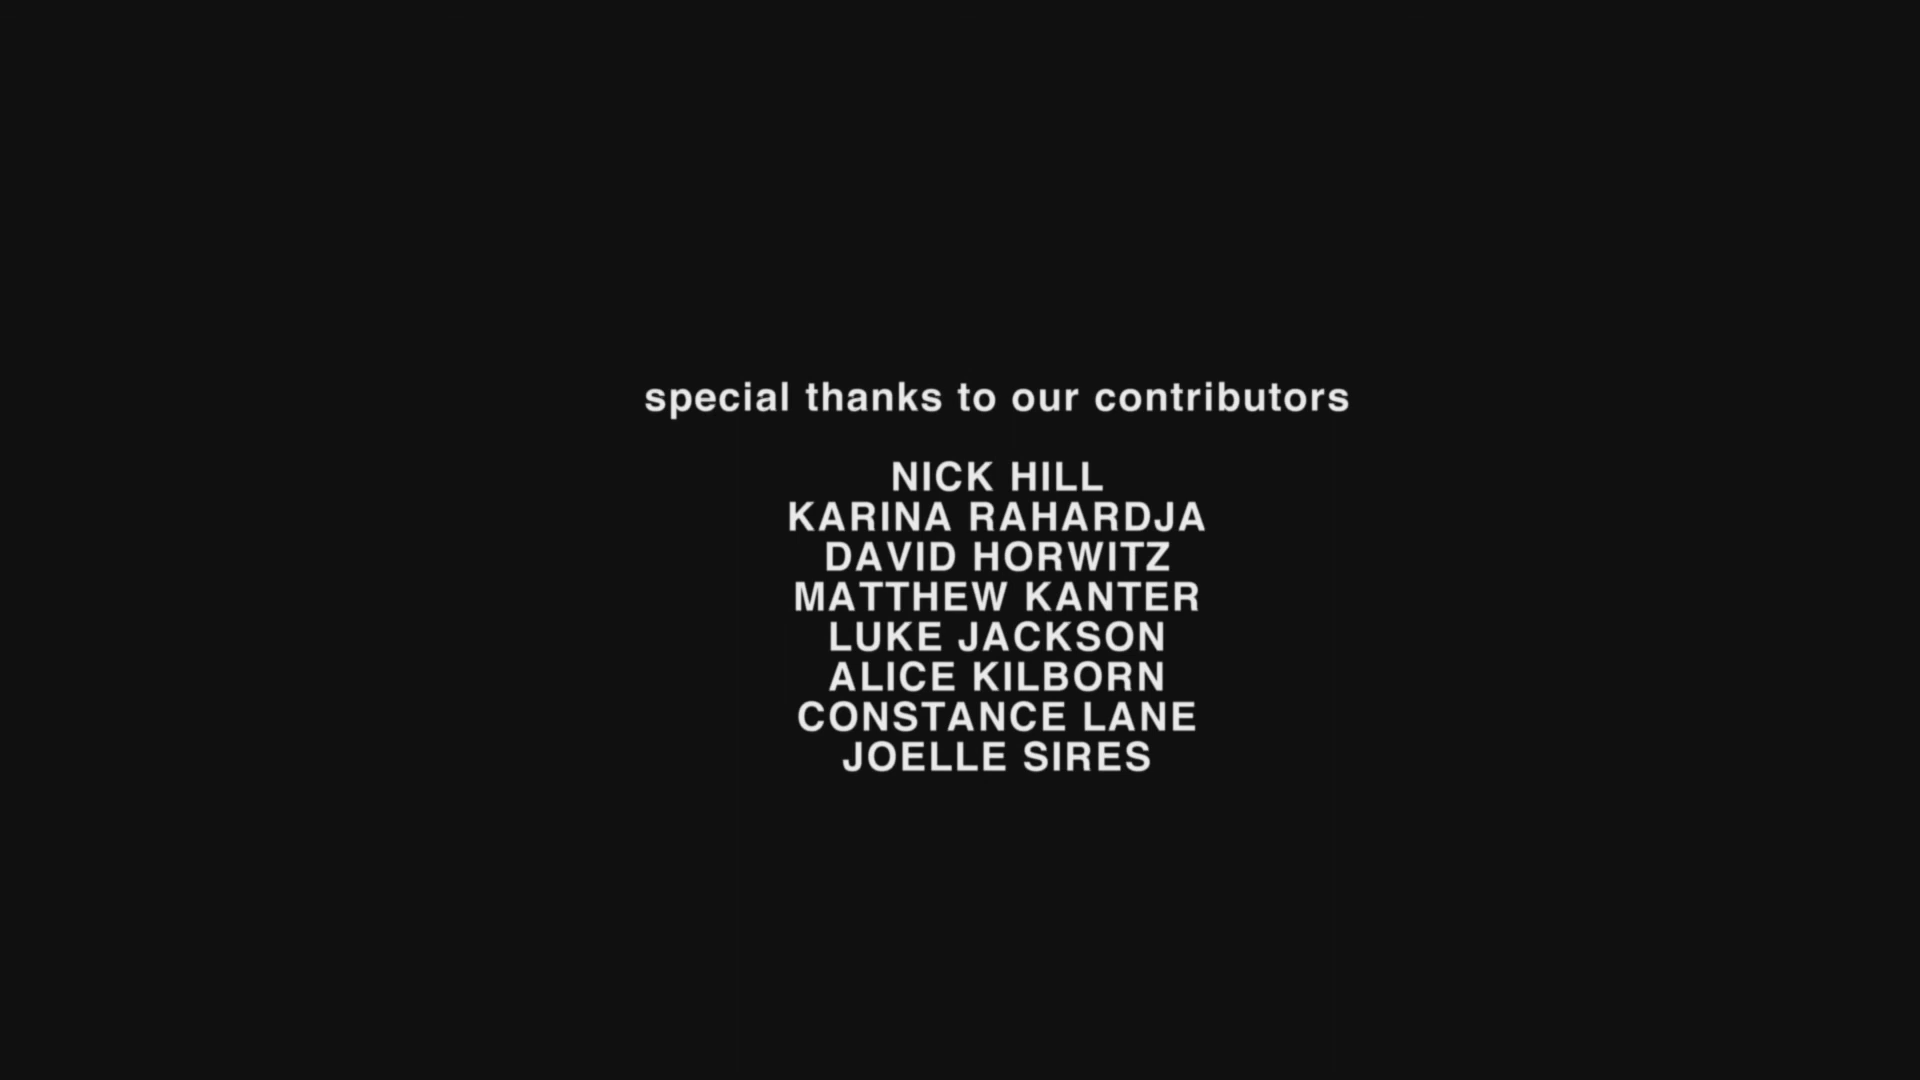 special thanks to our contributors
NICK HILL
KARINA RAHARDJA
DAVID HORWITZ
MATTHEW KANTER
LUKE JACKSON
ALICE KILBORN
CONSTANCE LANE
JOELLE SIRES